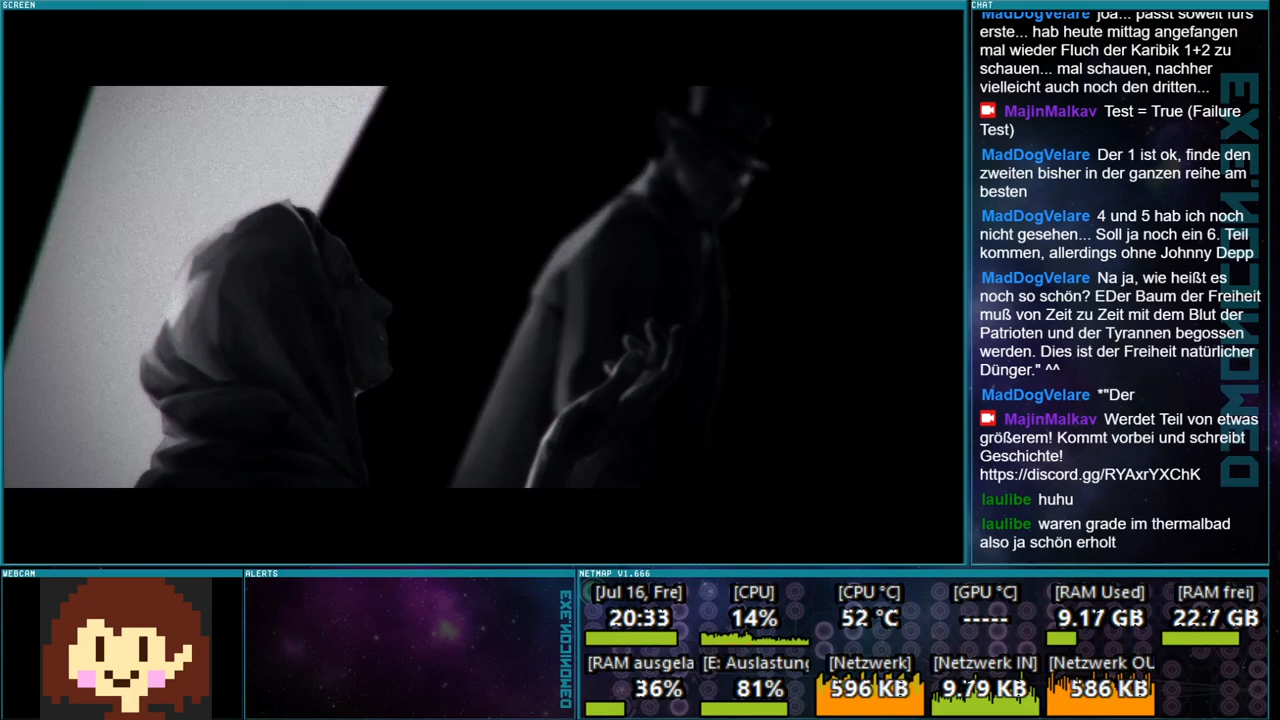 SCREEN
CHAT
MadDogVelare joa... passt soweit fürs
erste... hab heute mittag angefangen
mal wieder Fluch der Karibik 1+2 zu
schauen... mal schauen, nachher
vielleicht auch noch den dritten...
MajinMalkav Test = True (Failure
Test)
MadDogVelare Der 1 ist ok, finde den
zweiten bisher in der ganzen reihe am
besten
MadDogVelare 4 und 5 hab ich noch
nicht gesehen... Soll ja noch ein 6. Teil
kommen, allerdings ohne Johnny Depp
MadDogVelare Na ja, wie heißt es
noch so schön? EDer Baum der Freiheit
muß von Zeit zu Zeit mit dem Blut der
Patrioten und der Tyrannen begossen
werden. Dies ist der Freiheit natürlicher
Dünger." ^^
MadDogVelare *"Der
MajinMalkav Werdet Teil von etwas
größerem! Kommt vorbei und schreibt
Geschichte!
https://discord.gg/RYAxrYXChK
laulibe huhu
laulibe waren grade im thermalbad
also ja schön erholt
WEBCAM
ALERTS
NETMAP V1.666
[Jul 16, Fre] [CPU] [CPU °C] [GPU °C] [RAM Used] [RAM frei]
20:33 14% 52 °C ----- 9.17 GB 22.7 GB
[RAM ausgela [E: Auslastung [Netzwerk] [Netzwerk IN] [Netzwerk OU
36% 81% 596 KB 9.79 KB 586 KB